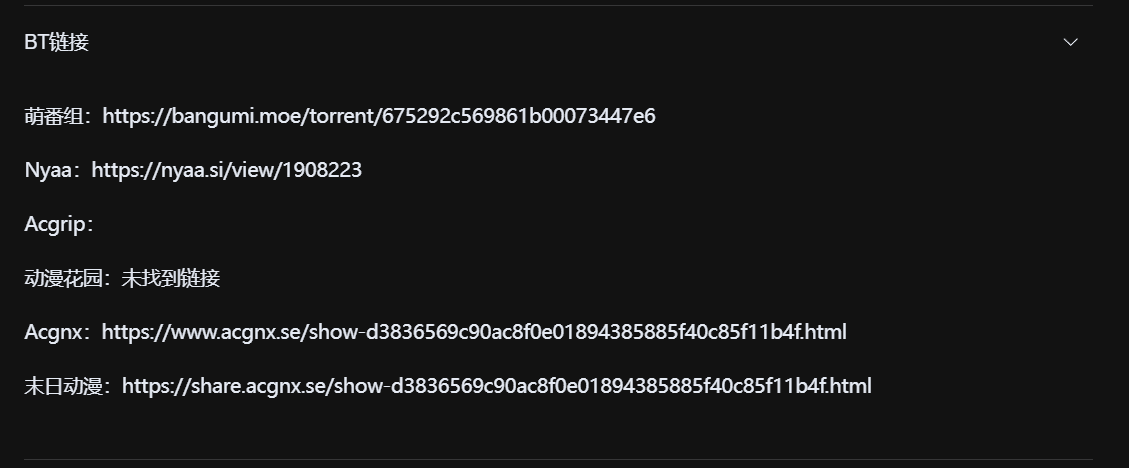 BT链接
萌番组：https://bangumi.moe/torrent/675292c569861b00073447e6
Nyaa：https://nyaa.si/view/1908223
Acgrip：
动漫花园：未找到链接
Acgnx：https://www.acgnx.se/show-d3836569c90ac8f0e01894385885f40c85f11b4f.html
末日动漫：https://share.acgnx.se/show-d3836569c90ac8f0e01894385885f40c85f11b4f.html